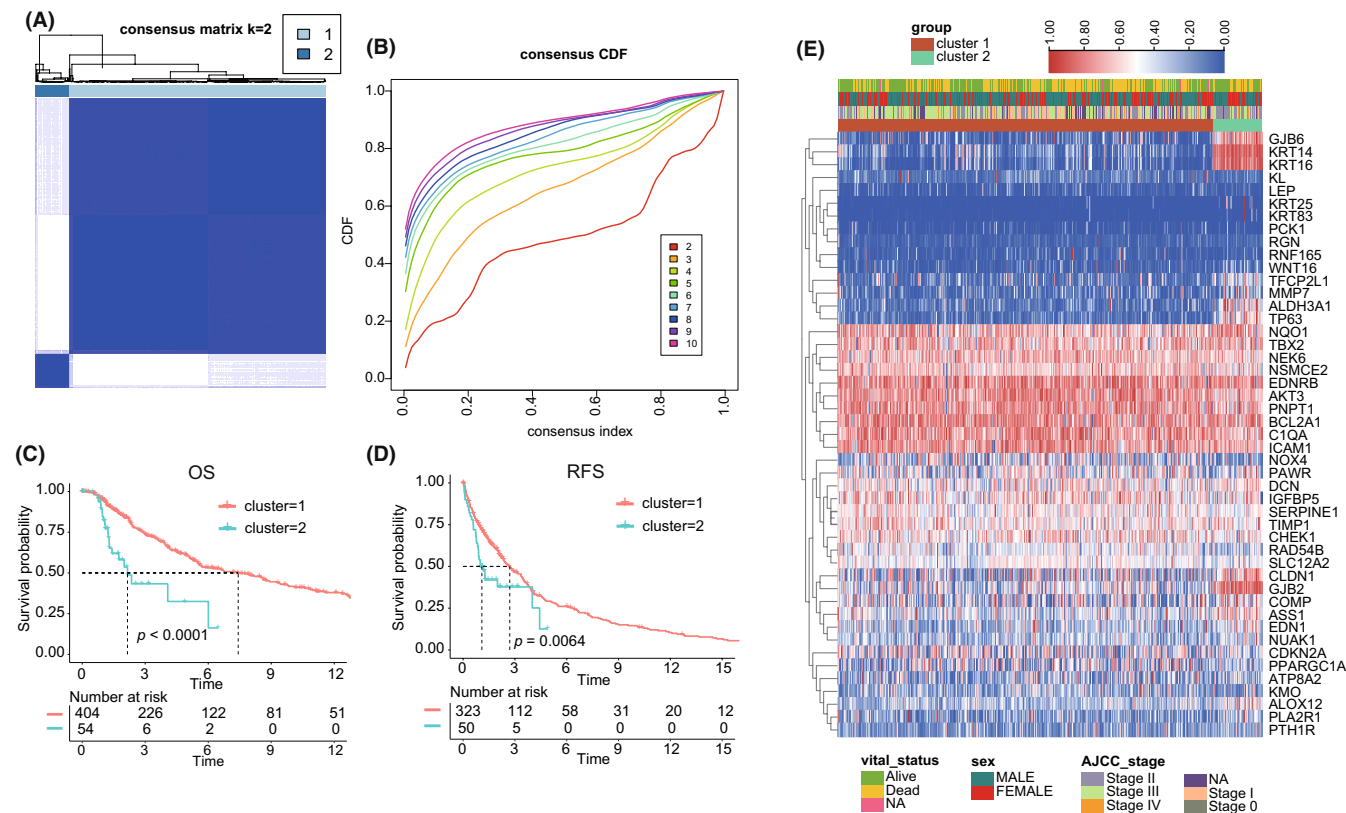 (A)
consensus matrix k=2
1
2
(B)
consensus CDF
CDF
1.0
0.8
0.6
0.4
0.2
0.0
0.0
0.2
0.4
0.6
0.8
1.0
consensus index
2
3
4
5
6
7
8
9
10
(C)
OS
Survival probability
1.00
0.75
0.50
0.25
0.00
cluster=1
cluster=2
p < 0.0001
0 3 6 9 12
Time
Number at risk
404 226 122 81 51
54 6 2 0 0
0 3 6 9 12
Time
(D)
RFS
Survival probability
1.00
0.75
0.50
0.25
0.00
cluster=1
cluster=2
p = 0.0064
0 3 6 9 12 15
Time
Number at risk
323 112 58 31 20 12
50 5 0 0 0 0
0 3 6 9 12 15
Time
(E)
group
cluster 1
cluster 2
1.00
0.80
0.60
0.40
0.20
0.00
GJB6
KRT14
KRT16
KL
LEP
KRT25
KRT83
PCK1
RGN
RNF165
WNT16
TFCP2L1
MMP7
ALDH3A1
TP63
NQO1
TBX2
NEK6
NSMCE2
EDNRB
AKT3
PNPT1
BCL2A1
C1QA
ICAM1
NOX4
PAWR
DCN
IGFBP5
SERPINE1
TIMP1
CHEK1
RAD54B
SLC12A2
CLDN1
GJB2
COMP
ASS1
EDN1
NUAK1
CDKN2A
PPARGC1A
ATP8A2
KMO
ALOX12
PLA2R1
PTH1R
vital_status
Alive
Dead
NA
sex
MALE
FEMALE
AJCC_stage
Stage II
Stage III
Stage IV
NA
Stage I
Stage 0